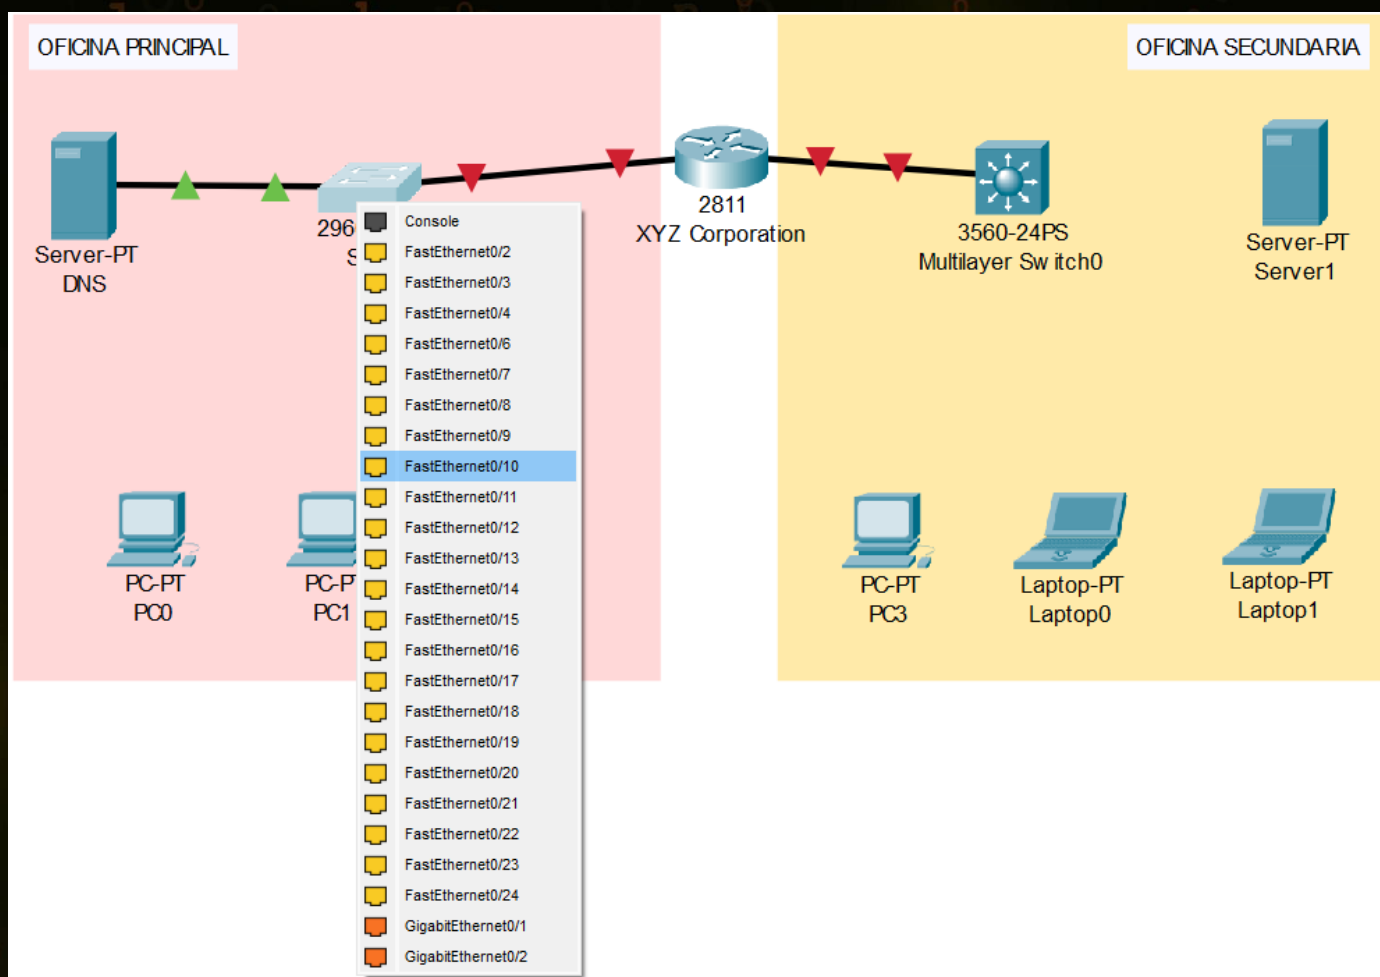 OFICINA PRINCIPAL
OFICINA SECUNDARIA
Server-PT
DNS
296
S
2811
XYZ Corporation
3560-24PS
Multilayer Switch0
Server-PT
Server1
Console
FastEthernet0/2
FastEthernet0/3
FastEthernet0/4
FastEthernet0/6
FastEthernet0/7
FastEthernet0/8
FastEthernet0/9
FastEthernet0/10
FastEthernet0/11
FastEthernet0/12
FastEthernet0/13
FastEthernet0/14
FastEthernet0/15
FastEthernet0/16
FastEthernet0/17
FastEthernet0/18
FastEthernet0/19
FastEthernet0/20
FastEthernet0/21
FastEthernet0/22
FastEthernet0/23
FastEthernet0/24
GigabitEthernet0/1
GigabitEthernet0/2
PC-PT
PC0
PC-PT
PC1
PC-PT
PC3
Laptop-PT
Laptop0
Laptop-PT
Laptop1